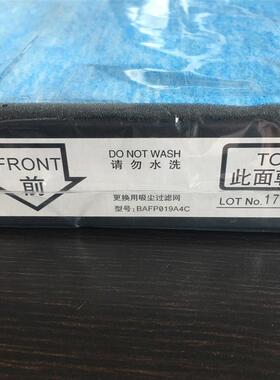 FRONT
前
DO NOT WASH
请勿水洗
更换用吸尘过滤网
型号:BAFP019A4C
此面
LOT No.17